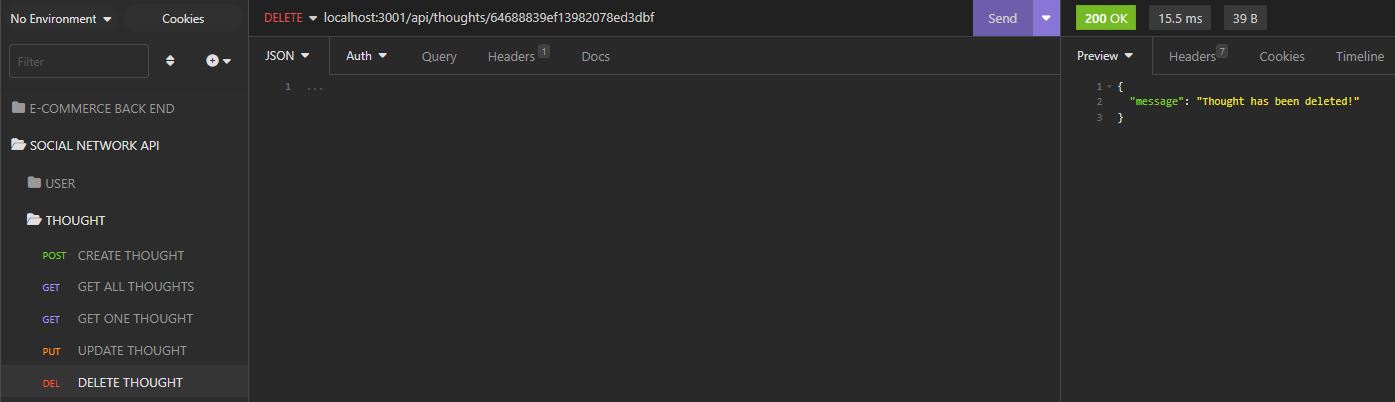 No Environment
Cookies
Filter
E-COMMERCE BACK END
SOCIAL NETWORK API
USER
THOUGHT
POST CREATE THOUGHT
GET GET ALL THOUGHTS
GET GET ONE THOUGHT
PUT UPDATE THOUGHT
DEL DELETE THOUGHT
DELETE localhost:3001/api/thoughts/64688839ef13982078ed3dbf Send
JSON Auth Query Headers 1 Docs
1 ...
200 OK 15.5 ms 39 B
Preview Headers 7 Cookies Timeline
1 {
2 "message": "Thought has been deleted!"
3 }